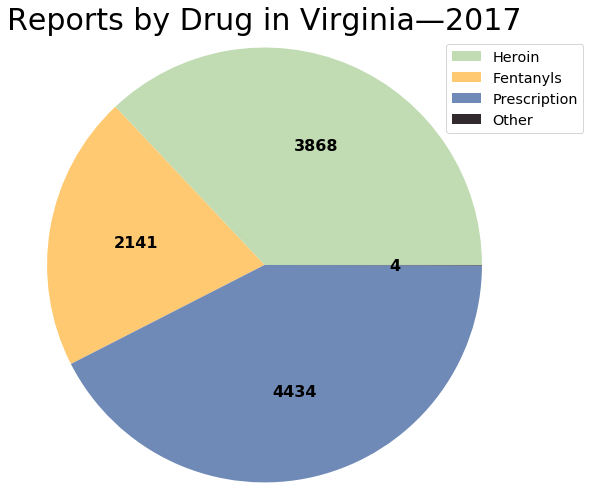 Reports by Drug in Virginia—2017
Heroin
Fentanyls
Prescription
Other
3868
2141
4
4434